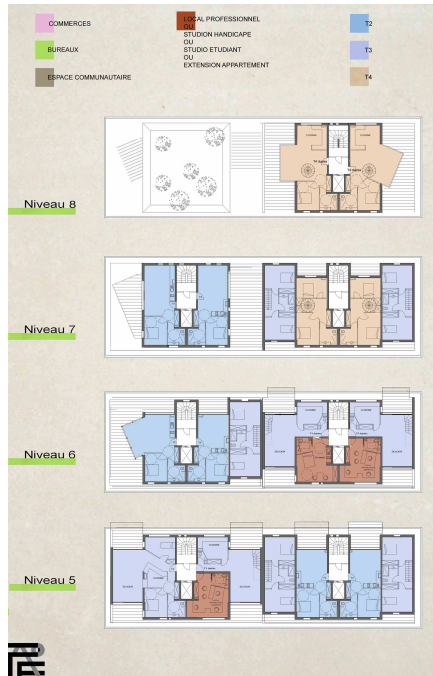 COMMERCES
BUREAUX
ESPACE COMMUNAUTAIRE
LOCAL PROFESSIONNEL
OU
STUDION HANDICAPE
OU
STUDIO ETUDIANT
OU
EXTENSION APPARTEMENT
T2
T3
T4
Niveau 8
Niveau 7
Niveau 6
Niveau 5